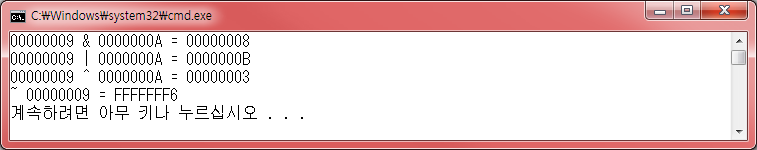 C:\Windows\system32\cmd.exe
00000009 & 0000000A = 00000008
00000009 | 0000000A = 0000000B
00000009 ^ 0000000A = 00000003
~ 00000009 = FFFFFFF6
계속하려면 아무 키나 누르십시오 . . .